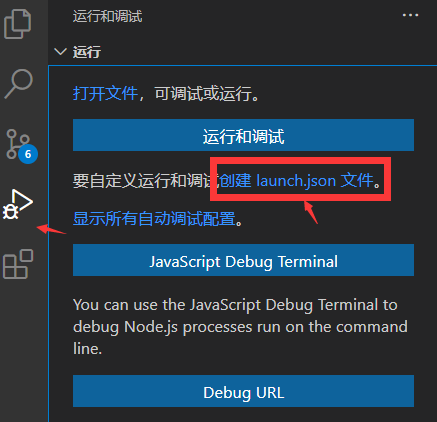 运行和调试
运行
打开文件，可调试或运行。
运行和调试
要自定义运行和调试创建 launch.json 文件。
显示所有自动调试配置。
6
JavaScript Debug Terminal
You can use the JavaScript Debug Terminal to
debug Node.js processes run on the command
line.
Debug URL